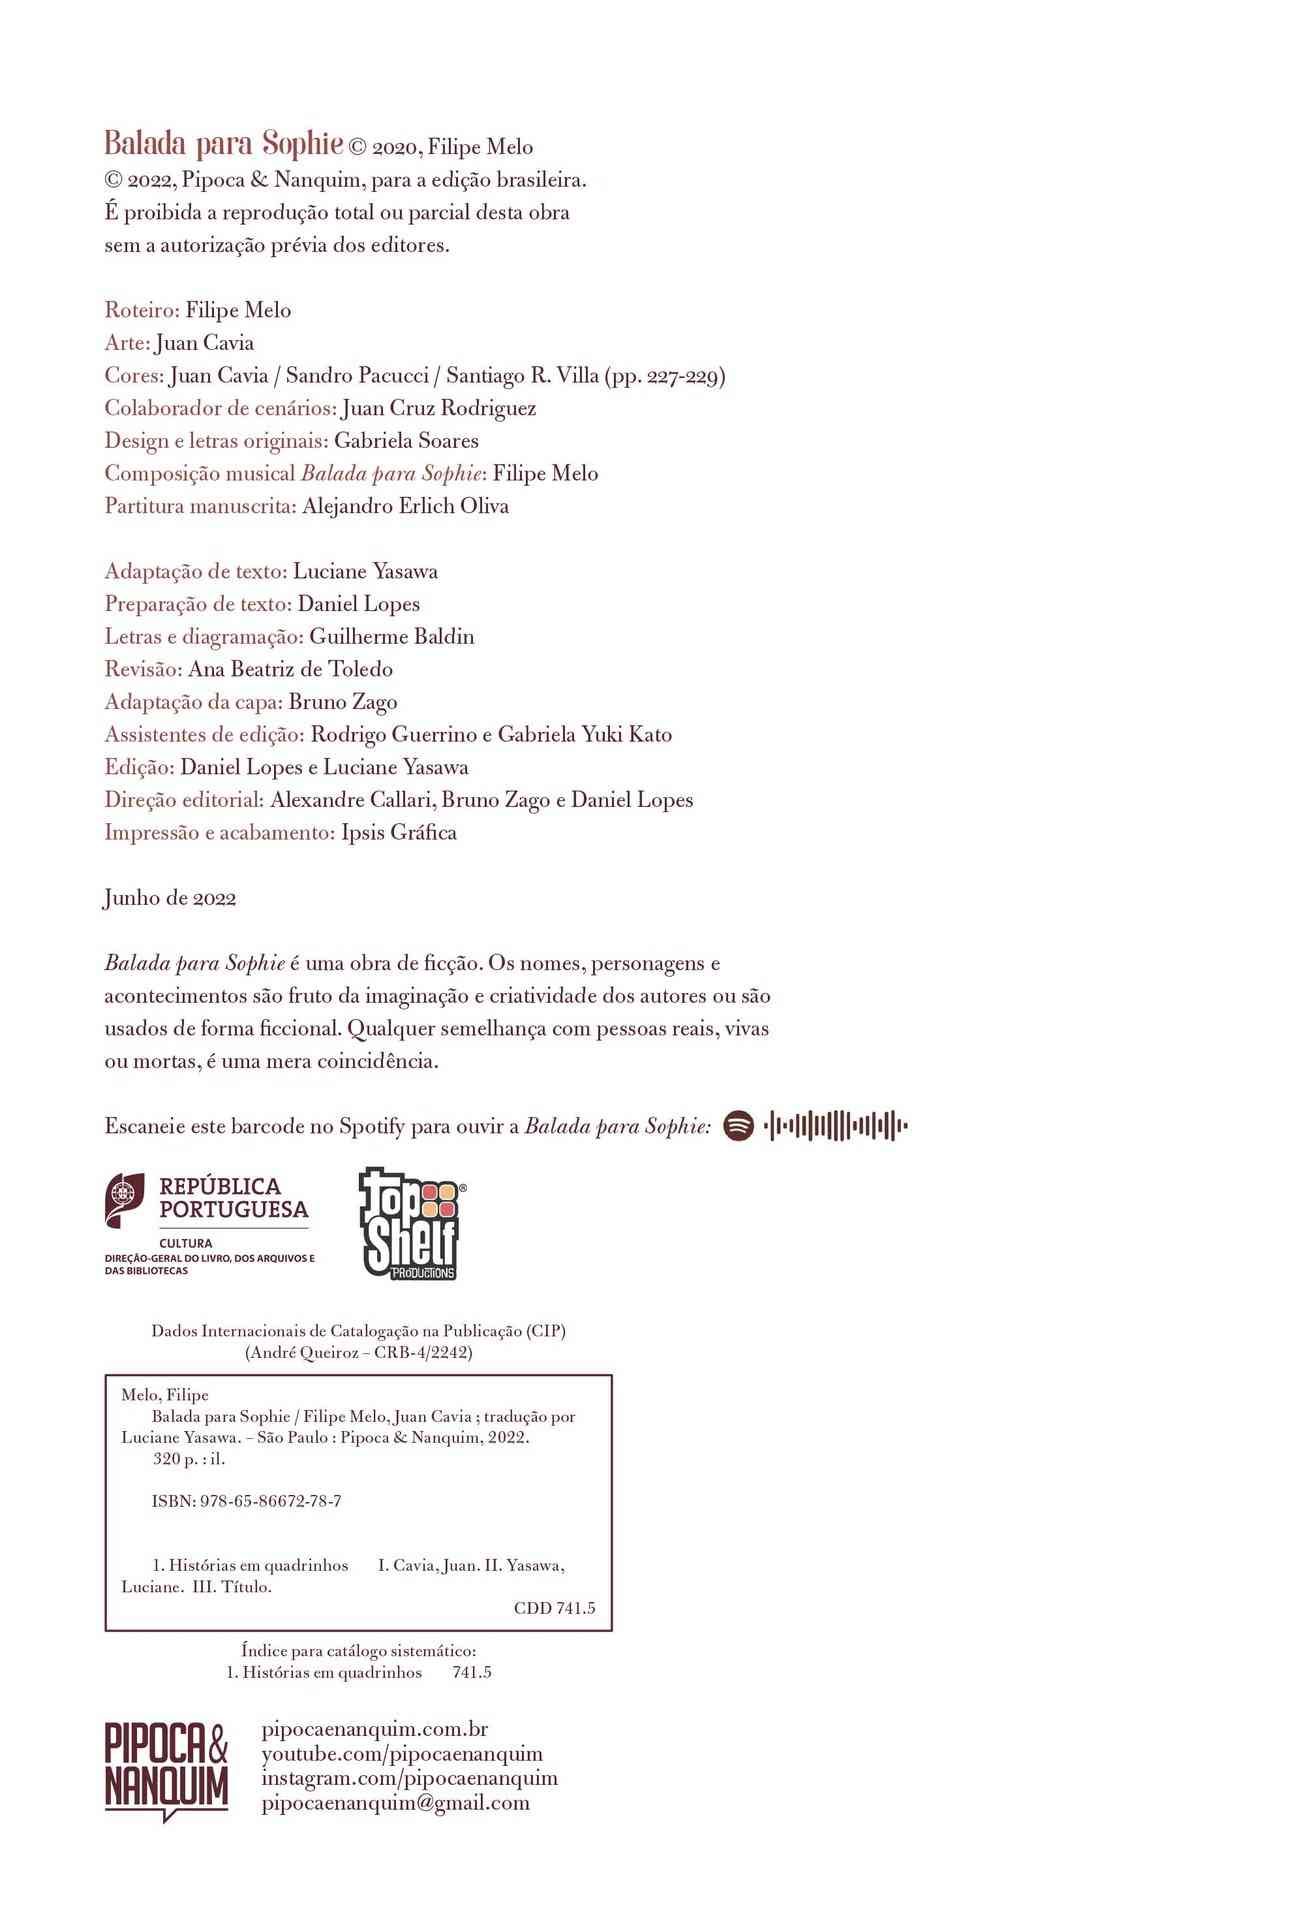 Balada para Sophie © 2020, Filipe Melo
© 2022, Pipoca & Nanquim, para a edição brasileira.
É proibida a reprodução total ou parcial desta obra
sem a autorização prévia dos editores.
Roteiro: Filipe Melo
Arte: Juan Cavia
Cores: Juan Cavia / Sandro Pacucci / Santiago R. Villa (pp. 227-229)
Colaborador de cenários: Juan Cruz Rodriguez
Design e letras originais: Gabriela Soares
Composição musical Balada para Sophie: Filipe Melo
Partitura manuscrita: Alejandro Erlich Oliva
Adaptação de texto: Luciane Yasawa
Preparação de texto: Daniel Lopes
Letras e diagramação: Guilherme Baldin
Revisão: Ana Beatriz de Toledo
Adaptação da capa: Bruno Zago
Assistentes de edição: Rodrigo Guerrino e Gabriela Yuki Kato
Edição: Daniel Lopes e Luciane Yasawa
Direção editorial: Alexandre Callari, Bruno Zago e Daniel Lopes
Impressão e acabamento: Ipsis Gráfica
Junho de 2022
Balada para Sophie é uma obra de ficção. Os nomes, personagens e
acontecimentos são fruto da imaginação e criatividade dos autores ou são
usados de forma ficcional. Qualquer semelhança com pessoas reais, vivas
ou mortas, é uma mera coincidência.
Escaneie este barcode no Spotify para ouvir a Balada para Sophie:
REPÚBLICA
PORTUGUESA
CULTURA
DIREÇÃO-GERAL DO LIVRO, DOS ARQUIVOS E
DAS BIBLIOTECAS
Top
Shelf
PRODUCTIONS
®
Dados Internacionais de Catalogação na Publicação (CIP)
(André Queiroz – CRB-4/2242)
Melo, Filipe
Balada para Sophie / Filipe Melo, Juan Cavia ; tradução por
Luciane Yasawa. – São Paulo : Pipoca & Nanquim, 2022.
320 p. : il.
ISBN: 978-65-86672-78-7
1. Histórias em quadrinhos I. Cavia, Juan. II. Yasawa,
Luciane. III. Título.
CDD 741.5
Índice para catálogo sistemático:
1. Histórias em quadrinhos 741.5
PIPOCA &
NANQUIM
pipocaenanquim.com.br
youtube.com/pipocaenanquim
instagram.com/pipocaenanquim
pipocaenanquim@gmail.com